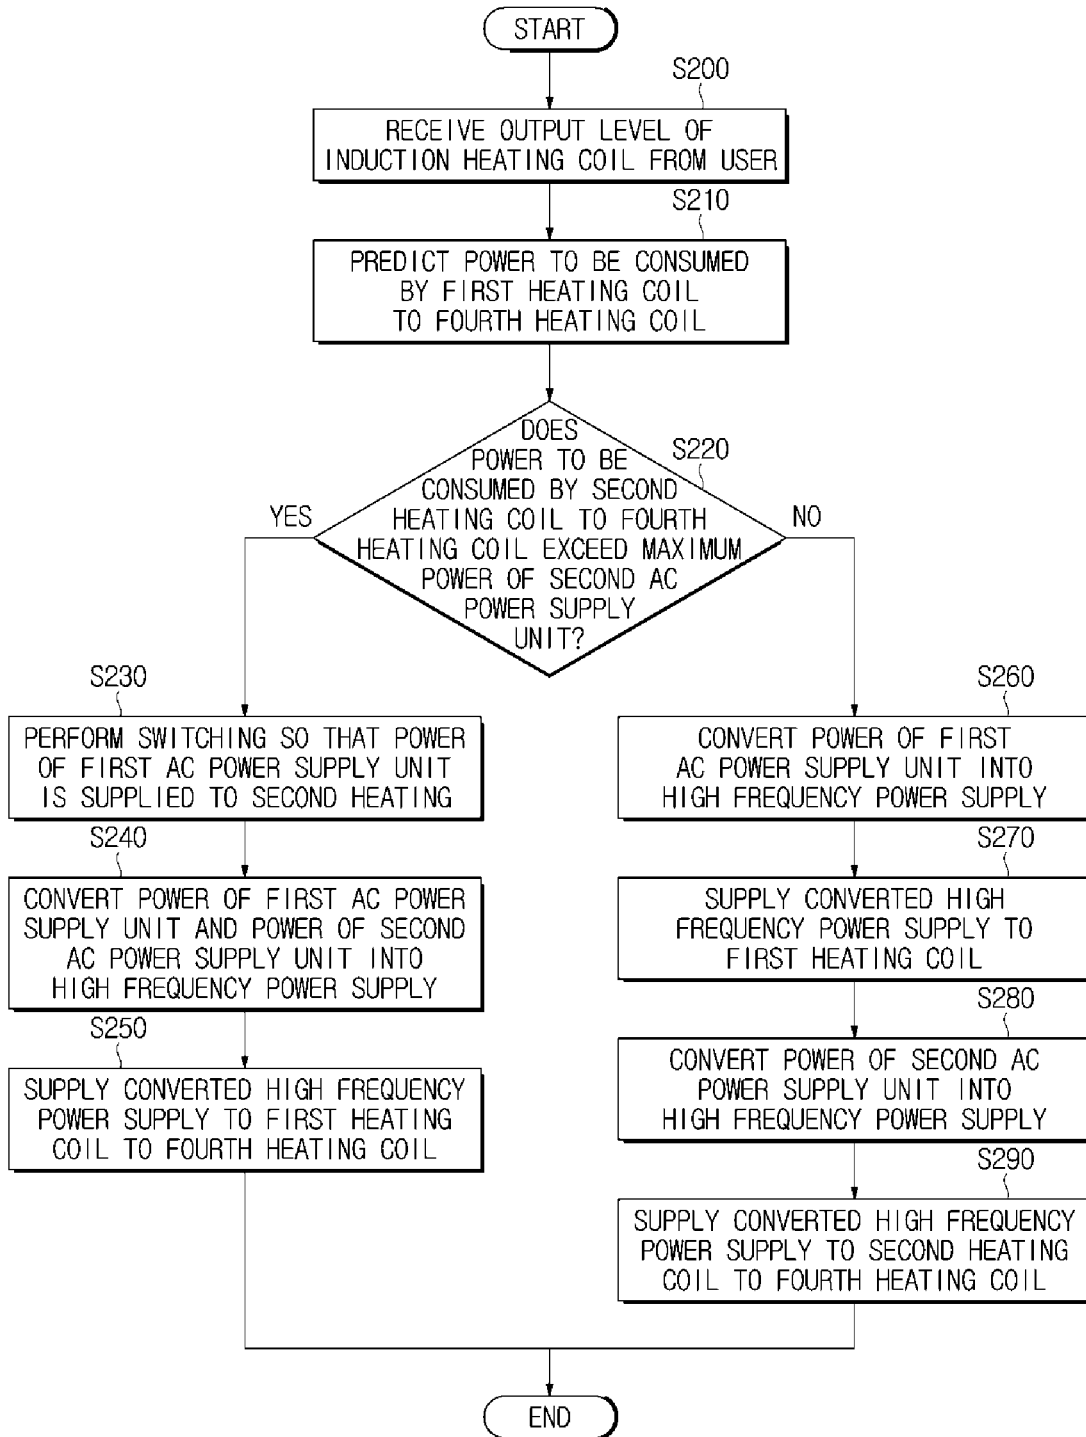 START
S200
RECEIVE OUTPUT LEVEL OF
INDUCTION HEATING COIL FROM USER
S210
PREDICT POWER TO BE CONSUMED
BY FIRST HEATING COIL
TO FOURTH HEATING COIL
S220
DOES
POWER TO BE
CONSUMED BY SECOND
HEATING COIL TO FOURTH
HEATING COIL EXCEED MAXIMUM
POWER OF SECOND AC
POWER SUPPLY
UNIT?
YES
NO
S230
PERFORM SWITCHING SO THAT POWER
OF FIRST AC POWER SUPPLY UNIT
IS SUPPLIED TO SECOND HEATING
S240
CONVERT POWER OF FIRST AC POWER
SUPPLY UNIT AND POWER OF SECOND
AC POWER SUPPLY UNIT INTO
HIGH FREQUENCY POWER SUPPLY
S250
SUPPLY CONVERTED HIGH FREQUENCY
POWER SUPPLY TO FIRST HEATING
COIL TO FOURTH HEATING COIL
S260
CONVERT POWER OF FIRST
AC POWER SUPPLY UNIT INTO
HIGH FREQUENCY POWER SUPPLY
S270
SUPPLY CONVERTED HIGH
FREQUENCY POWER SUPPLY TO
FIRST HEATING COIL
S280
CONVERT POWER OF SECOND AC
POWER SUPPLY UNIT INTO
HIGH FREQUENCY POWER SUPPLY
S290
SUPPLY CONVERTED HIGH FREQUENCY
POWER SUPPLY TO SECOND HEATING
COIL TO FOURTH HEATING COIL
END